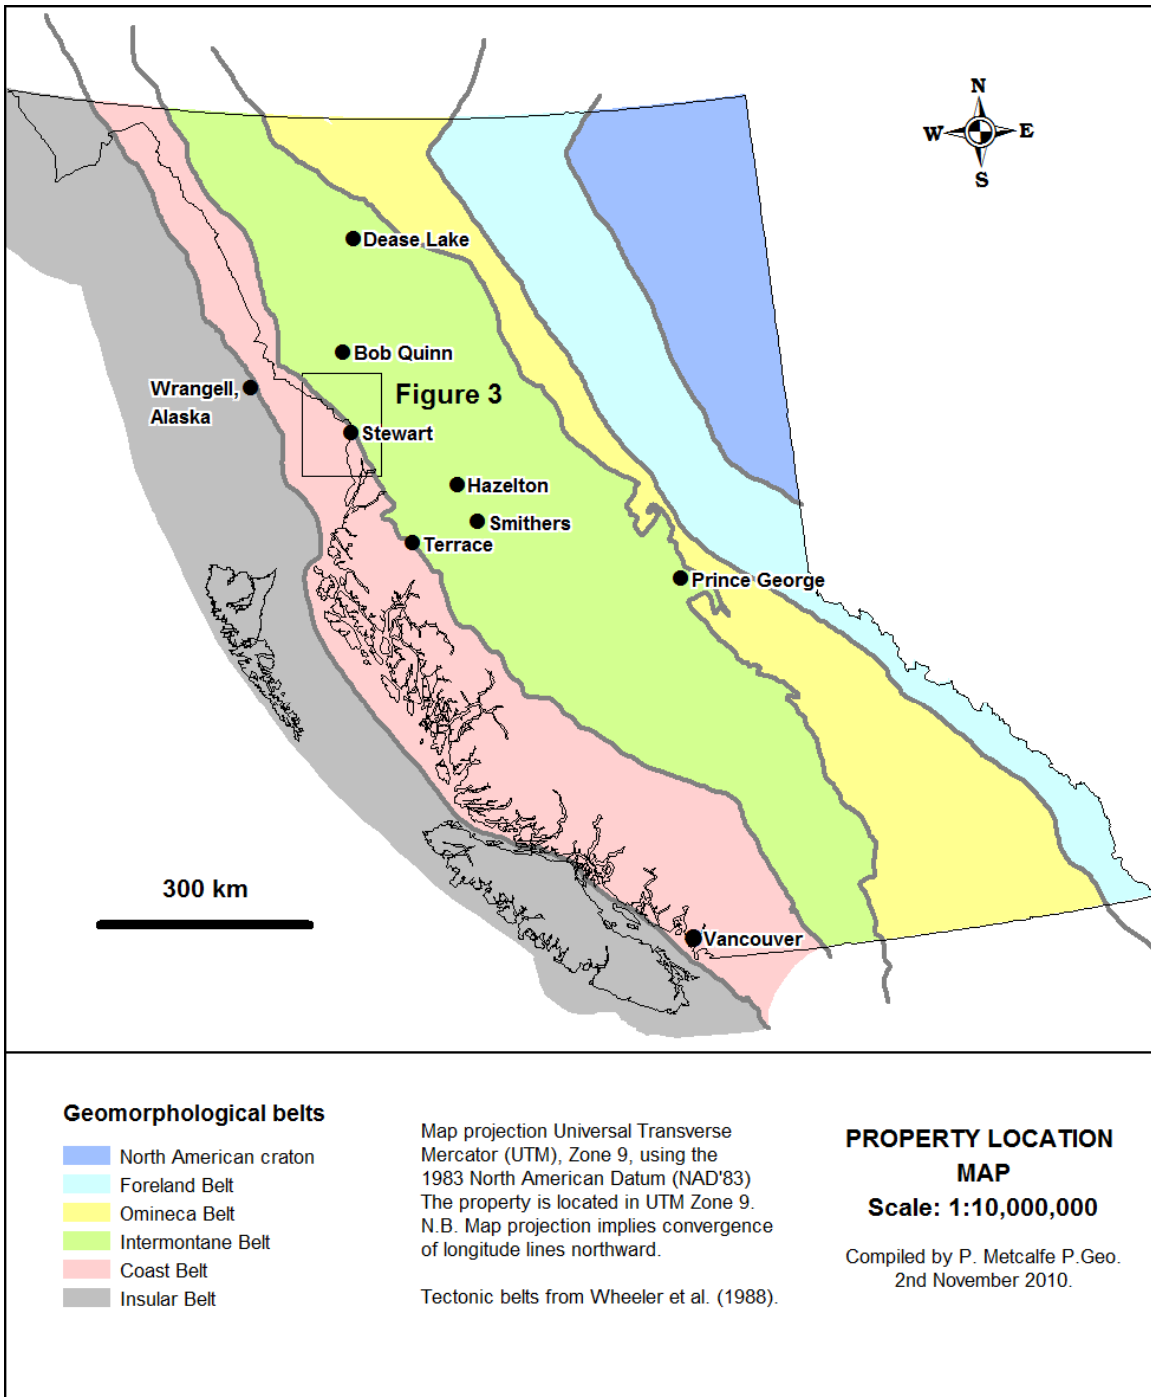 N
W E
S
Dease Lake
Bob Quinn
Figure 3
Wrangell,
Alaska
Stewart
Hazelton
Smithers
Terrace
Prince George
300 km
Vancouver
Geomorphological belts
North American craton
Foreland Belt
Omineca Belt
Intermontane Belt
Coast Belt
Insular Belt
Map projection Universal Transverse
Mercator (UTM), Zone 9, using the
1983 North American Datum (NAD'83)
The property is located in UTM Zone 9.
N.B. Map projection implies convergence
of longitude lines northward.
Tectonic belts from Wheeler et al. (1988).
PROPERTY LOCATION
MAP
Scale: 1:10,000,000
Compiled by P. Metcalfe P.Geo.
2nd November 2010.